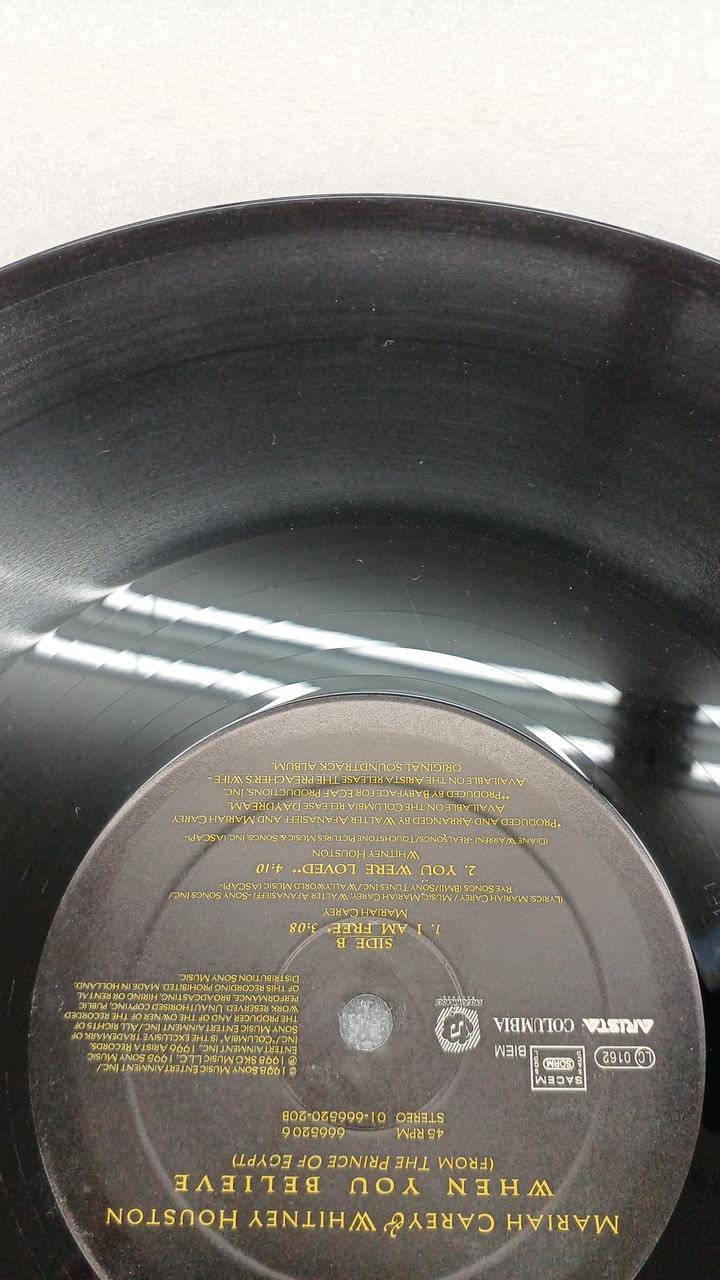 MARIAH CAREY & WHITNEY HOUSTON
WHEN YOU BELIEVE
(FROM THE PRINCE OF EGYPT)
45 RPM 666520 6
STEREO 01-666520-20B
LC 0162
SACEM
SDRM
BIEM
ARISTA COLUMBIA
© 1998 SONY MUSIC ENTERTAINMENT INC./
℗ 1998 SKG MUSIC L.L.C., 1995 SONY MUSIC
ENTERTAINMENT INC., 1996 ARISTA RECORDS,
INC./"COLUMBIA" IS THE EXCLUSIVE TRADEMARK OF
SONY MUSIC ENTERTAINMENT INC./ALL RIGHTS OF
THE PRODUCER AND OF THE OWNER OF THE RECORDED
WORK RESERVED. UNAUTHORISED COPYING, PUBLIC
PERFORMANCE, BROADCASTING, HIRING OR RENTAL
OF THIS RECORDING PROHIBITED. MADE IN HOLLAND.
DISTRIBUTION SONY MUSIC.
SIDE B
1. I AM FREE* 3:08
MARIAH CAREY
(LYRICS: MARIAH CAREY / MUSIC: MARIAH CAREY, WALTER AFANASIEFF -SONY SONGS INC./
RYE SONGS (BMI)/SONY TUNES INC./WALLYWORLD MUSIC (ASCAP)-
2. YOU WERE LOVED** 4:10
WHITNEY HOUSTON
(DIANE WARREN) -REALSONGS/TOUCHSTONE PICTURES MUSIC & SONGS, INC. (ASCAP)-
*PRODUCED AND ARRANGED BY WALTER AFANASIEFF AND MARIAH CAREY
AVAILABLE ON THE COLUMBIA RELEASE DAYDREAM.
**PRODUCED BY BABYFACE FOR ECAF PRODUCTIONS, INC.
AVAILABLE ON THE ARISTA RELEASE THE PREACHER'S WIFE -
ORIGINAL SOUNDTRACK ALBUM.